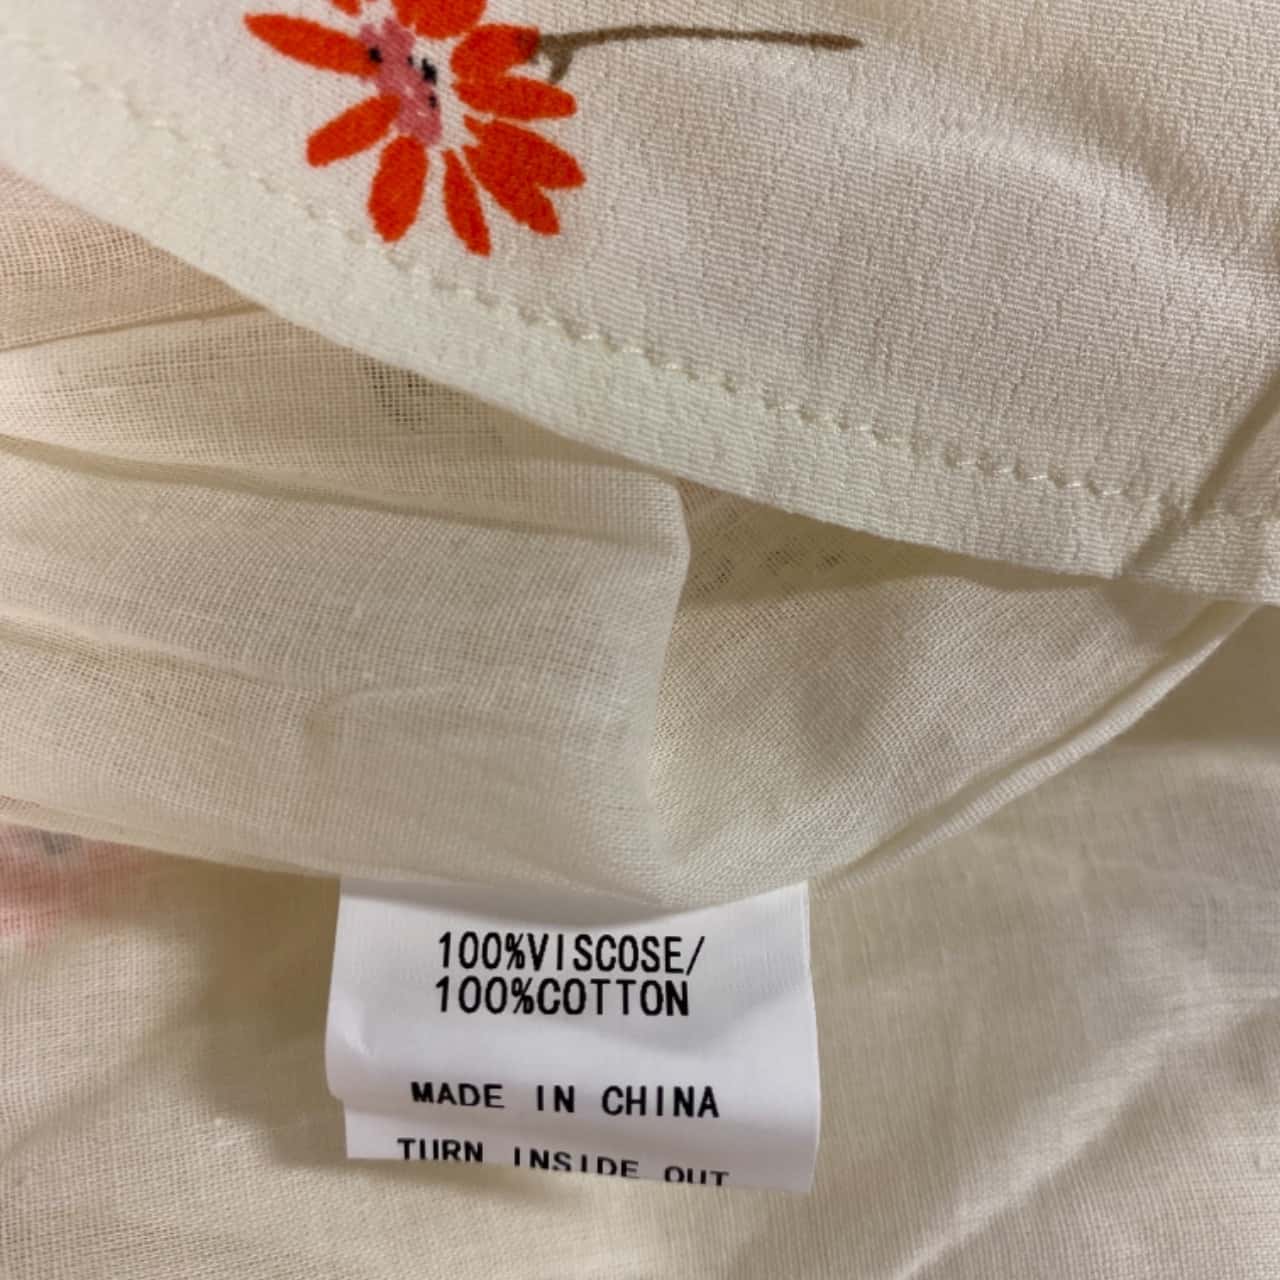 100%VISCOSE/
100%COTTON
MADE IN CHINA
TURN INSIDE OUT